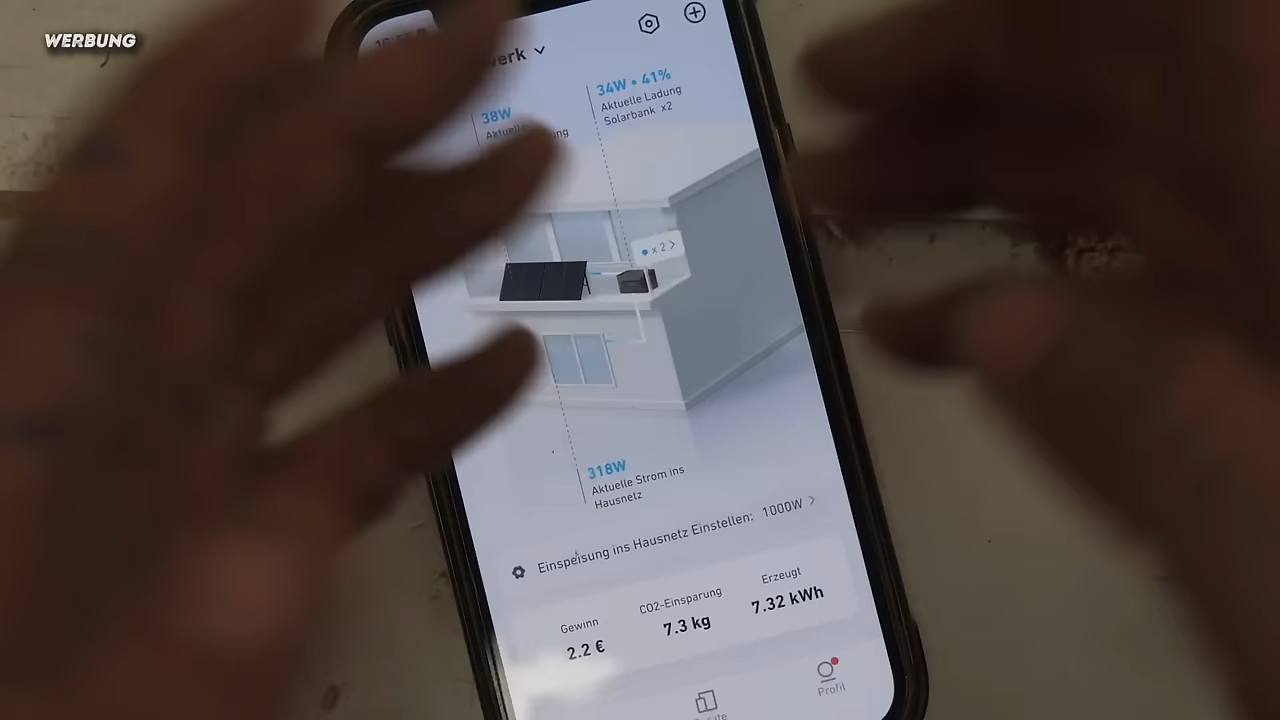 WERBUNG
34W • 41%
Aktuelle Ladung
Solarbank x2
38W
x 2
318W
Aktuelle Strom ins
Hausnetz
Einspeisung ins Hausnetz Einstellen: 1000W
Gewinn
2.2 €
CO2-Einsparung
7.3 kg
Erzeugt
7.32 kWh
Profil